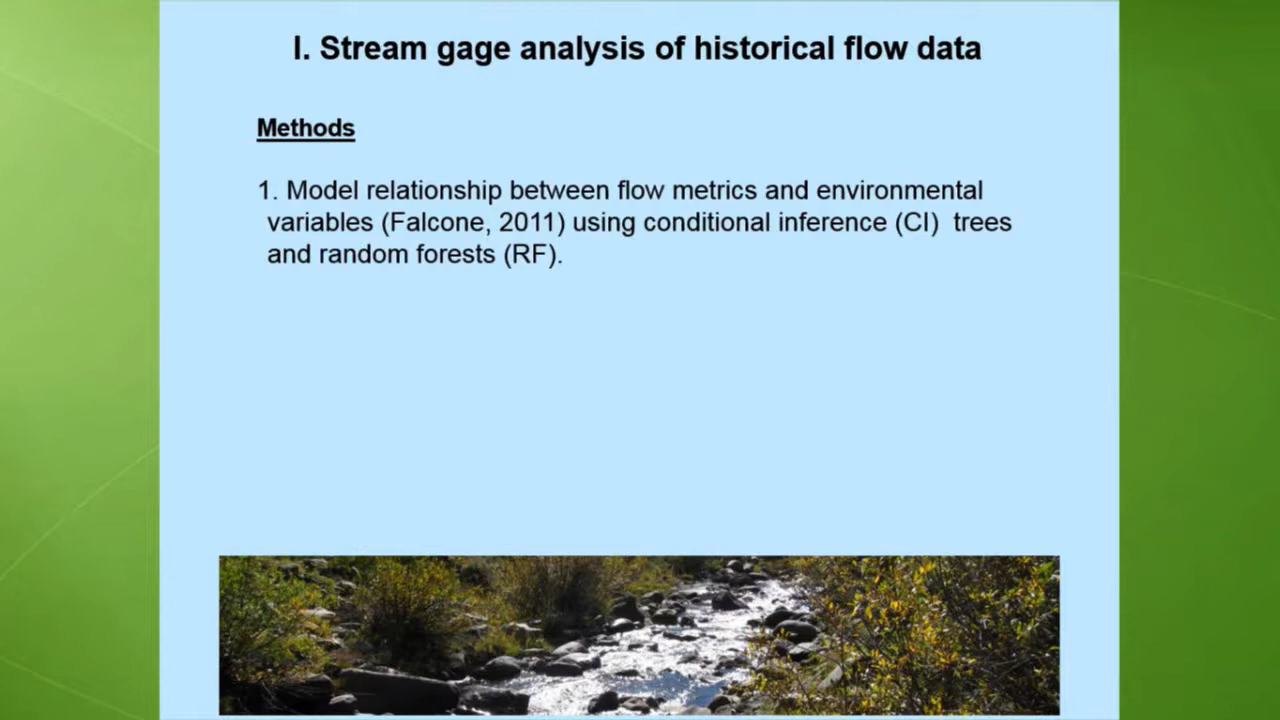 I. Stream gage analysis of historical flow data
Methods
1. Model relationship between flow metrics and environmental
variables (Falcone, 2011) using conditional inference (CI) trees
and random forests (RF).